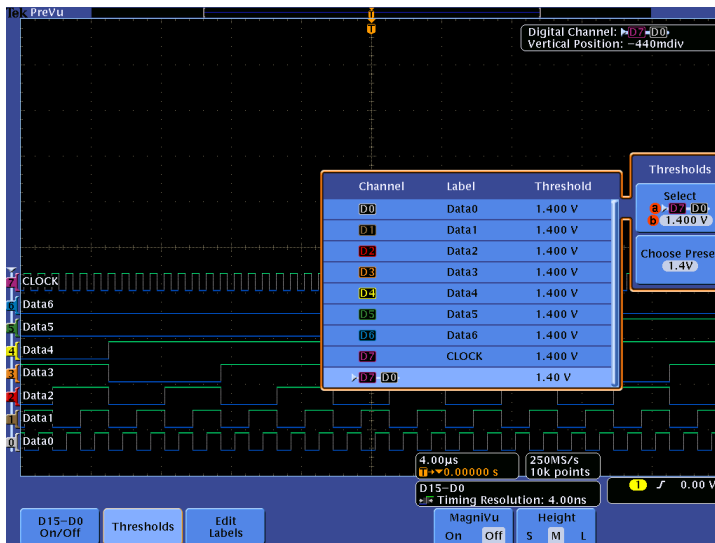 Tek PreVu
T
T
Digital Channel: D7-D0
Vertical Position: -440mdiv
Thresholds
Channel Label Threshold
Select
D0 Data0 1.400 V
a D7-D0
b 1.400 V
D1 Data1 1.400 V
D2 Data2 1.400 V
Choose Prese
1.4V
D3 Data3 1.400 V
D4 Data4 1.400 V
D5 Data5 1.400 V
D6 Data6 1.400 V
D7 CLOCK 1.400 V
D7-D0 1.40 V
7 CLOCK
6 Data6
5 Data5
4 Data4
3 Data3
2 Data2
1 Data1
0 Data0
4.00µs
T→▼0.00000 s
250MS/s
10k points
D15-D0
Timing Resolution: 4.00ns
1 0.00 V
D15-D0
On/Off
Thresholds
Edit
Labels
MagniVu
On Off
Height
S M L